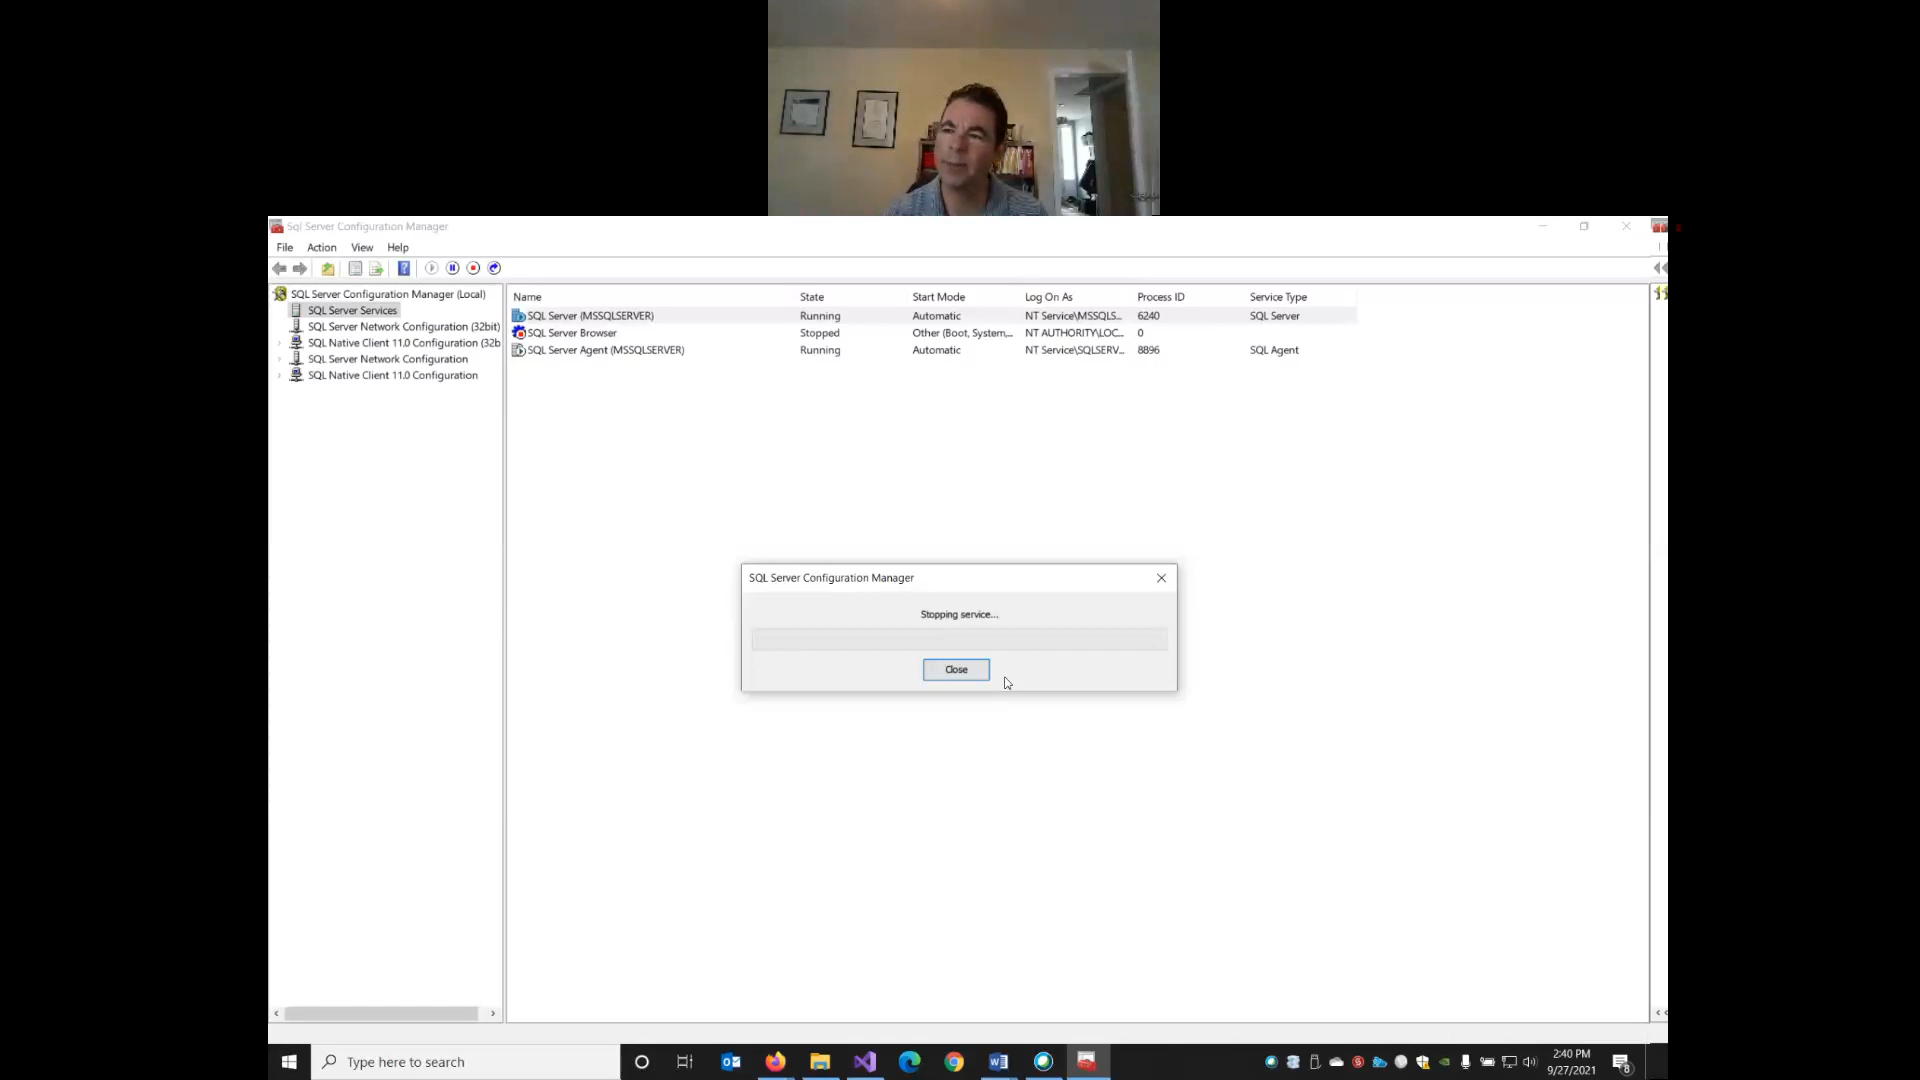 Sql Server Configuration Manager
File Action View Help
SQL Server Configuration Manager (Local)
SQL Server Services
SQL Server Network Configuration (32bit)
SQL Native Client 11.0 Configuration (32b
SQL Server Network Configuration
SQL Native Client 11.0 Configuration
Name State Start Mode Log On As Process ID Service Type
SQL Server (MSSQLSERVER) Running Automatic NT Service\MSSQLS... 6240 SQL Server
SQL Server Browser Stopped Other (Boot, System,... NT AUTHORITY\LOC... 0
SQL Server Agent (MSSQLSERVER) Running Automatic NT Service\SQLSERV... 8896 SQL Agent
SQL Server Configuration Manager
Stopping service...
Close
Type here to search
2:40 PM
9/27/2021
8